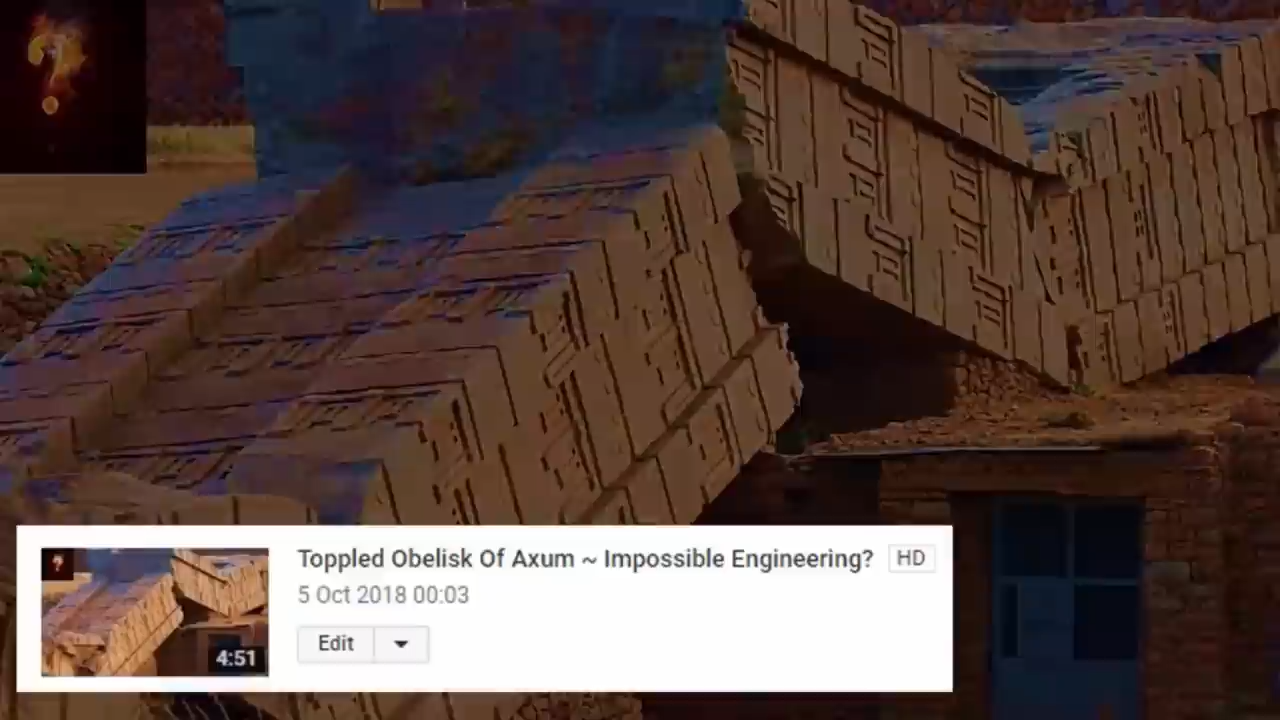 Toppled Obelisk Of Axum ~ Impossible Engineering? HD
5 Oct 2018 00:03
Edit
4:51